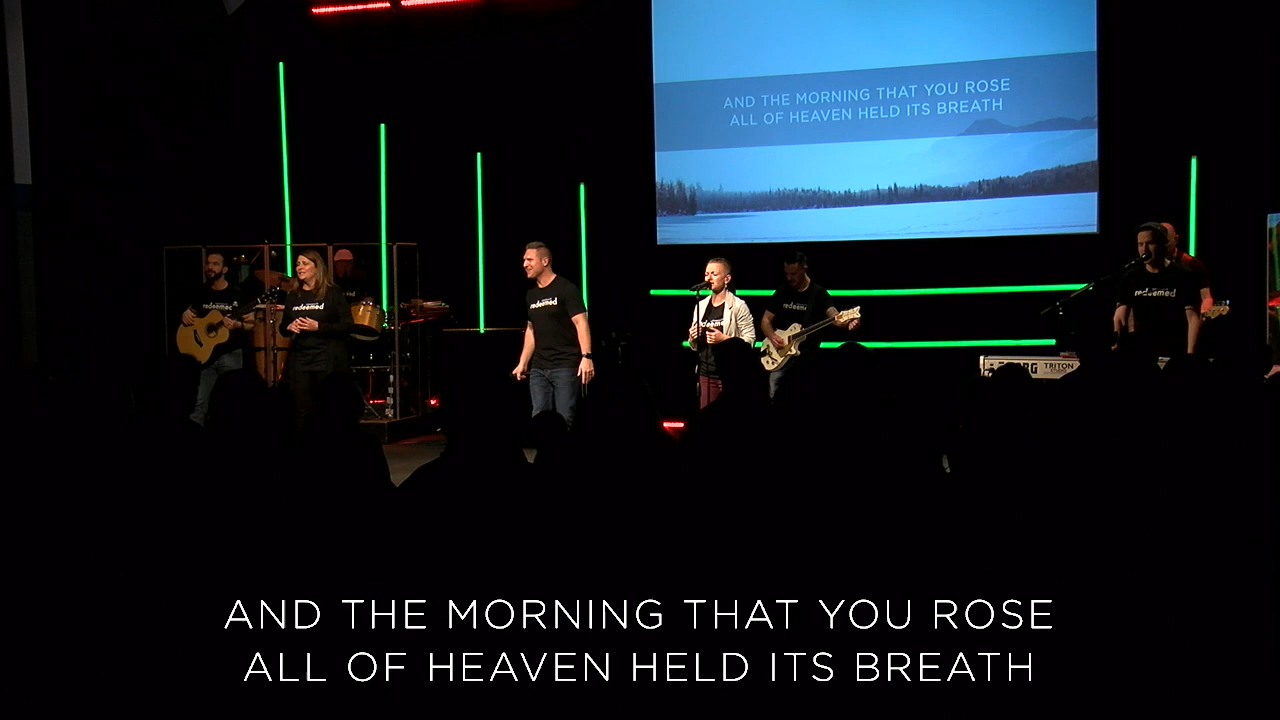 AND THE MORNING THAT YOU ROSE
ALL OF HEAVEN HELD ITS BREATH
redeemed
redeemed
redeemed
redeemed
TRITON
AND THE MORNING THAT YOU ROSE
ALL OF HEAVEN HELD ITS BREATH